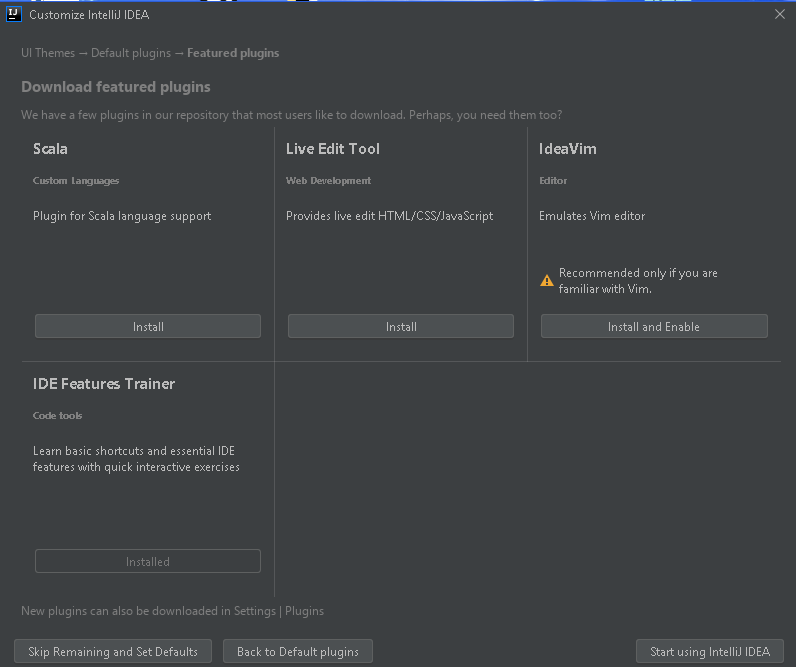 IJ Customize IntelliJ IDEA
UI Themes → Default plugins → Featured plugins
Download featured plugins
We have a few plugins in our repository that most users like to download. Perhaps, you need them too?
Scala
Custom Languages
Plugin for Scala language support
Install
Live Edit Tool
Web Development
Provides live edit HTML/CSS/JavaScript
Install
IdeaVim
Editor
Emulates Vim editor
Recommended only if you are
familiar with Vim.
Install and Enable
IDE Features Trainer
Code tools
Learn basic shortcuts and essential IDE
features with quick interactive exercises
Installed
New plugins can also be downloaded in Settings | Plugins
Skip Remaining and Set Defaults
Back to Default plugins
Start using IntelliJ IDEA